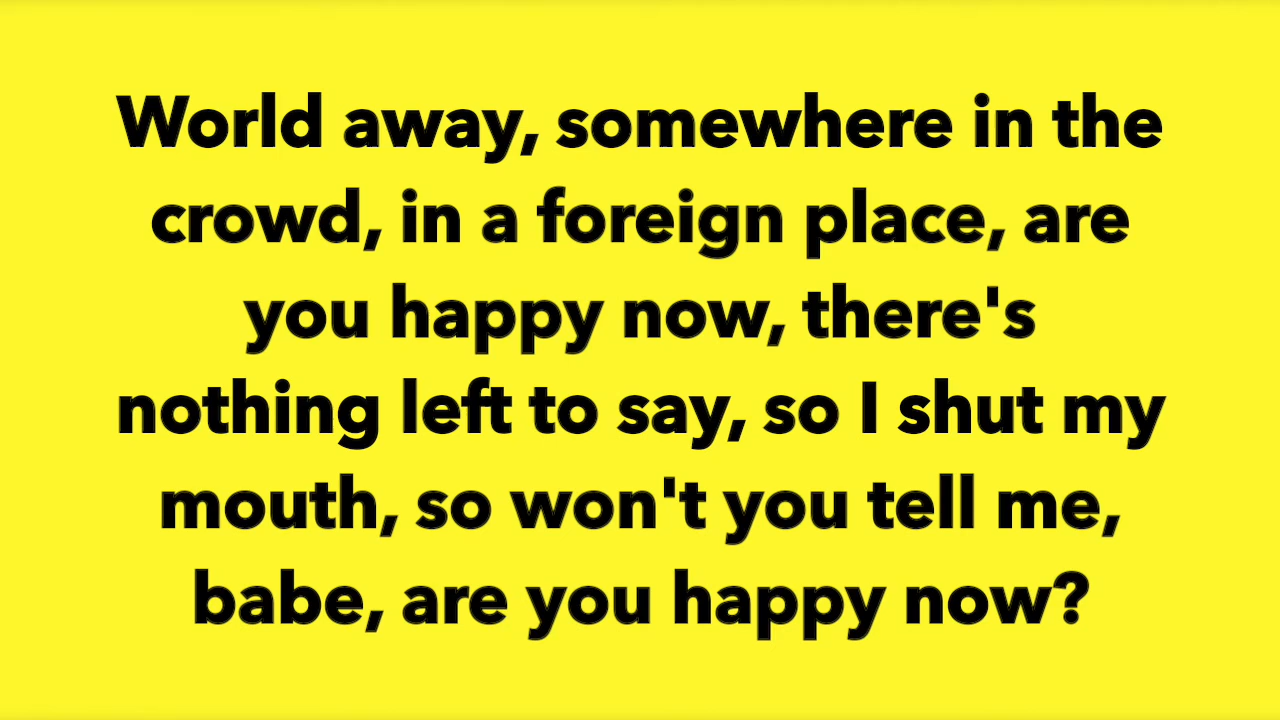 World away, somewhere in the
crowd, in a foreign place, are
you happy now, there's
nothing left to say, so I shut my
mouth, so won't you tell me,
babe, are you happy now?